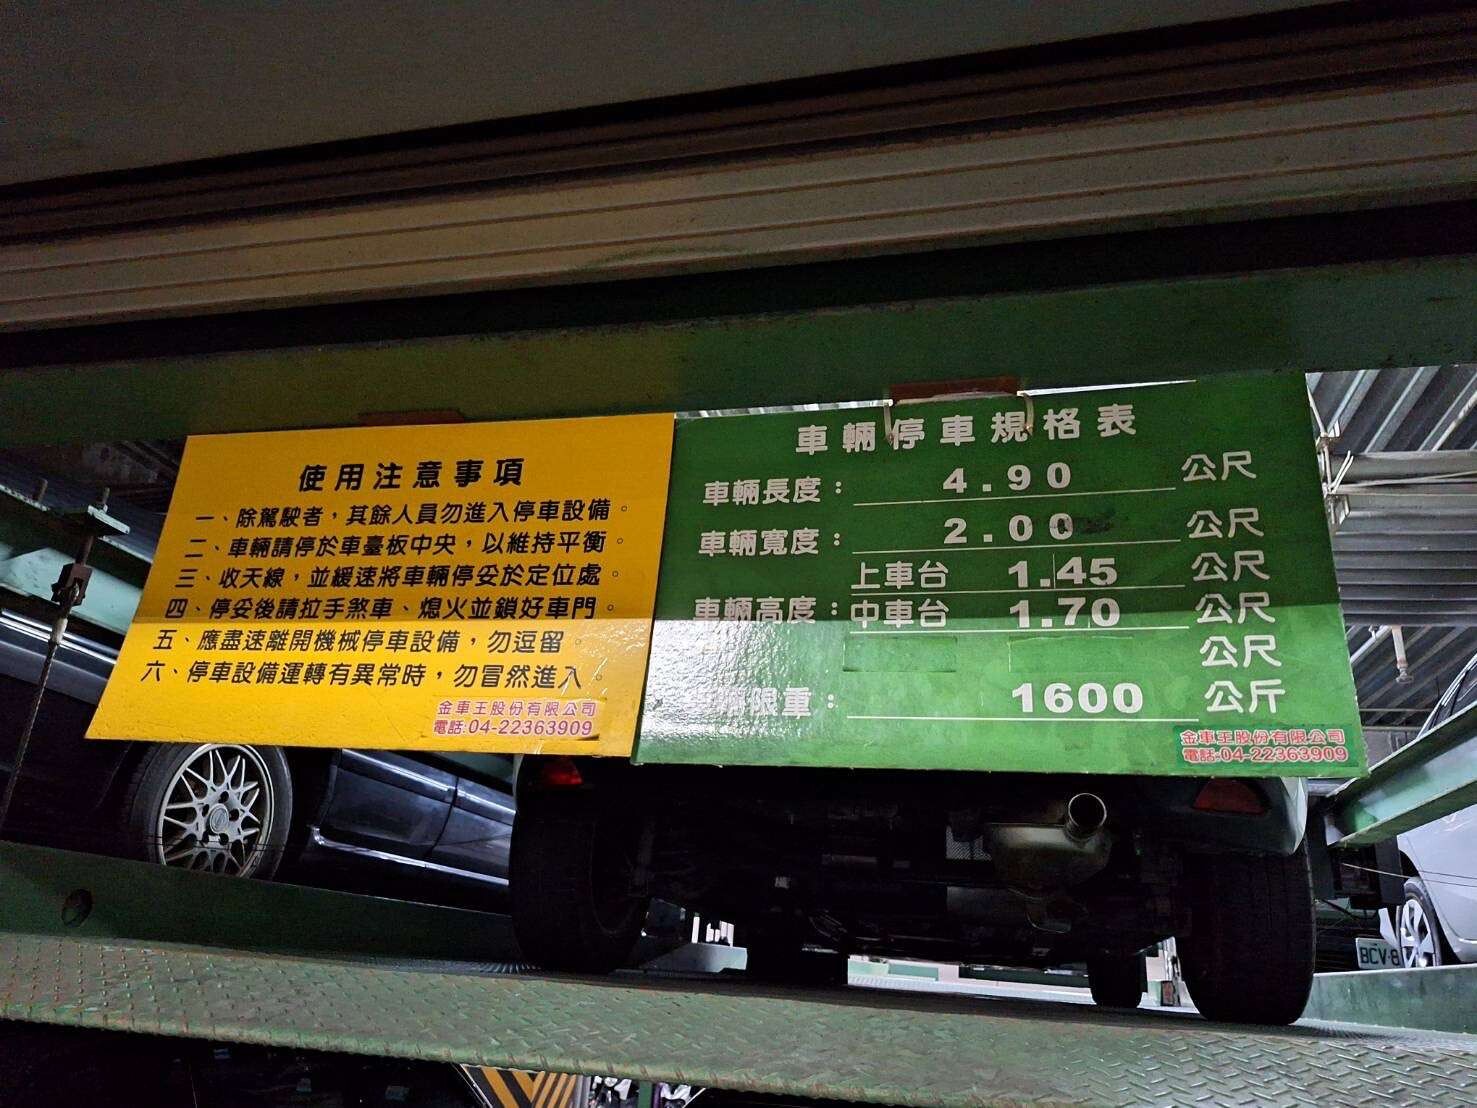 使用注意事項
一、除駕駛者，其餘人員勿進入停車設備。
二、車輛請停於車臺板中央，以維持平衡。
三、收天線，並緩速將車輛停妥於定位處。
四、停妥後請拉手煞車、熄火並鎖好車門。
五、應盡速離開機械停車設備，勿逗留。
六、停車設備運轉有異常時，勿冒然進入。
金車王股份有限公司
電話:04-22363909
車輛停車規格表
車輛長度： 4.90 公尺
車輛寬度： 2.00 公尺
上車台 1.45 公尺
車輛高度：中車台 1.70 公尺
公尺
車輛限重： 1600 公斤
金車王股份有限公司
電話:04-22363909
BCV-8